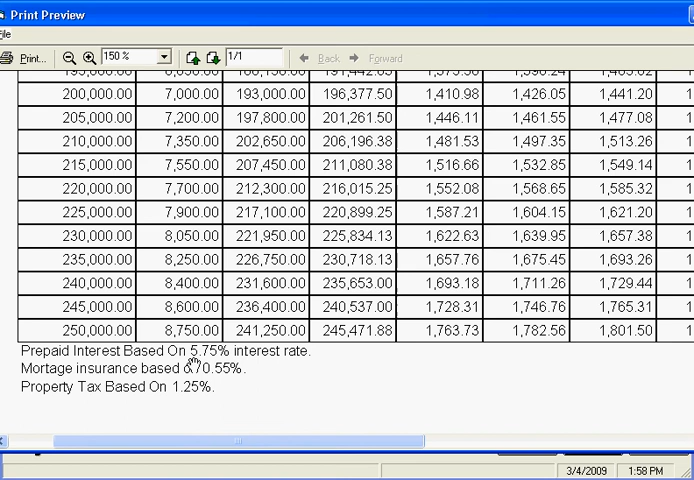 Print Preview
File
Print... 150 % 1/1 Back Forward
200,000.00 7,000.00 193,000.00 196,377.50 1,410.98 1,426.05 1,441.20 1
205,000.00 7,200.00 197,800.00 201,261.50 1,446.11 1,461.55 1,477.08 1
210,000.00 7,350.00 202,650.00 206,196.38 1,481.53 1,497.35 1,513.26 1
215,000.00 7,550.00 207,450.00 211,080.38 1,516.66 1,532.85 1,549.14 1
220,000.00 7,700.00 212,300.00 216,015.25 1,552.08 1,568.65 1,585.32 1
225,000.00 7,900.00 217,100.00 220,899.25 1,587.21 1,604.15 1,621.20 1
230,000.00 8,050.00 221,950.00 225,834.13 1,622.63 1,639.95 1,657.38 1
235,000.00 8,250.00 226,750.00 230,718.13 1,657.76 1,675.45 1,693.26 1
240,000.00 8,400.00 231,600.00 235,653.00 1,693.18 1,711.26 1,729.44 1
245,000.00 8,600.00 236,400.00 240,537.00 1,728.31 1,746.76 1,765.31 1
250,000.00 8,750.00 241,250.00 245,471.88 1,763.73 1,782.56 1,801.50 1
Prepaid Interest Based On 5.75% interest rate.
Mortage insurance based 0.55%.
Property Tax Based On 1.25%.
3/4/2009 1:58 PM